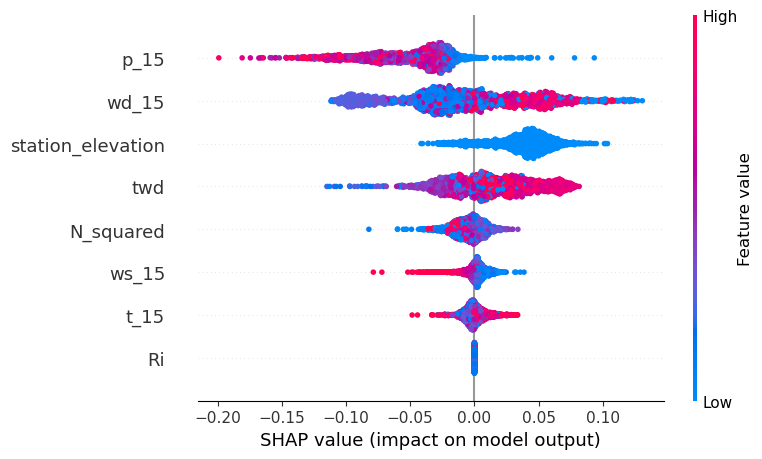 High
p_15
wd_15
station_elevation
twd
N_squared
ws_15
t_15
Ri
Feature value
Low
−0.20 −0.15 −0.10 −0.05 0.00 0.05 0.10
SHAP value (impact on model output)